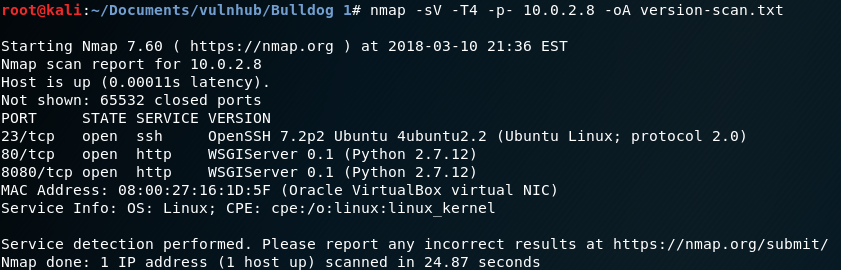 root@kali:~/Documents/vulnhub/Bulldog 1# nmap -sV -T4 -p- 10.0.2.8 -oA version-scan.txt
Starting Nmap 7.60 ( https://nmap.org ) at 2018-03-10 21:36 EST
Nmap scan report for 10.0.2.8
Host is up (0.00011s latency).
Not shown: 65532 closed ports
PORT     STATE SERVICE VERSION
23/tcp   open  ssh     OpenSSH 7.2p2 Ubuntu 4ubuntu2.2 (Ubuntu Linux; protocol 2.0)
80/tcp   open  http    WSGIServer 0.1 (Python 2.7.12)
8080/tcp open  http    WSGIServer 0.1 (Python 2.7.12)
MAC Address: 08:00:27:16:1D:5F (Oracle VirtualBox virtual NIC)
Service Info: OS: Linux; CPE: cpe:/o:linux:linux_kernel
Service detection performed. Please report any incorrect results at https://nmap.org/submit/
Nmap done: 1 IP address (1 host up) scanned in 24.87 seconds